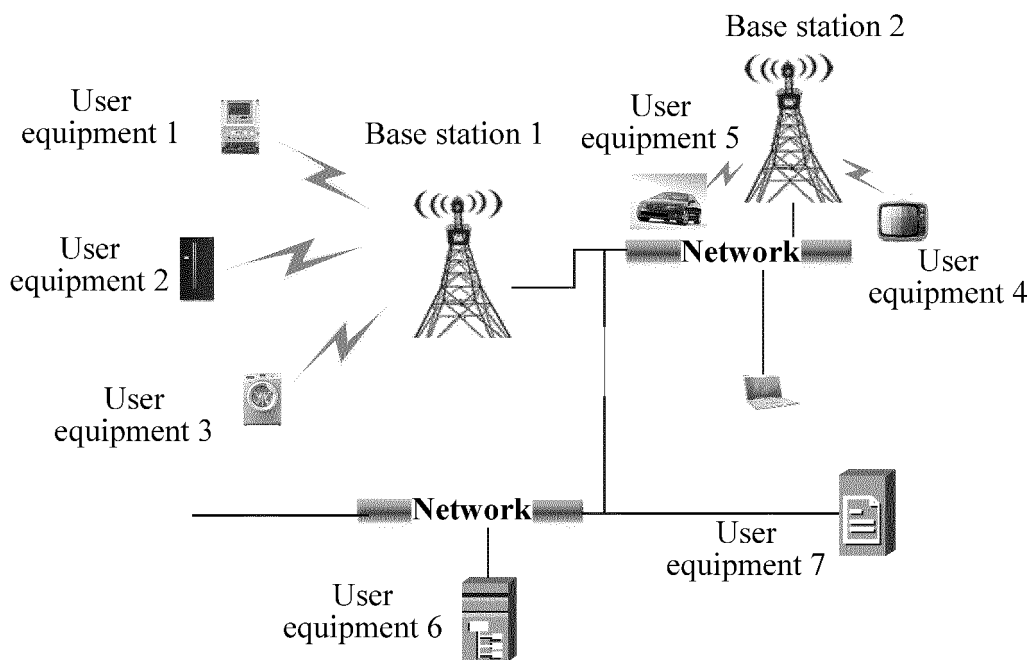 Base station 2
User
equipment 1
Base station 1
User
equipment 5
User
equipment 2
Network
User
equipment 4
User
equipment 3
Network
User
equipment 7
User
equipment 6